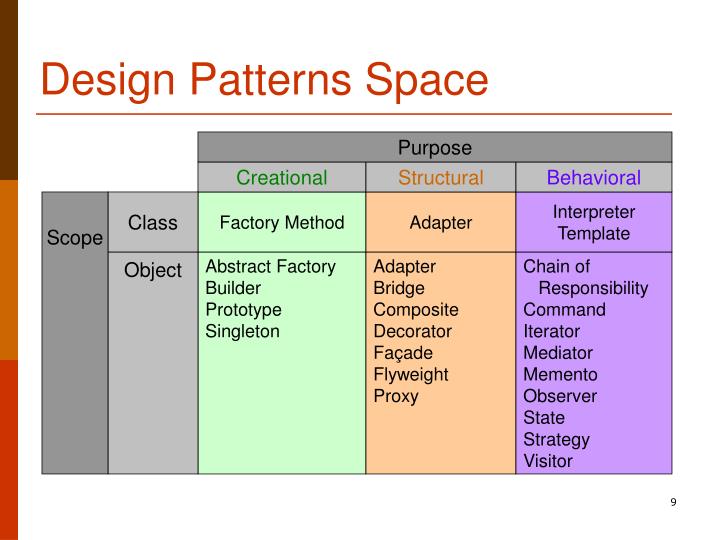 Design Patterns Space
Purpose
Creational Structural Behavioral
Scope
Class
Factory Method
Adapter
Interpreter
Template
Object
Abstract Factory
Builder
Prototype
Singleton
Adapter
Bridge
Composite
Decorator
Façade
Flyweight
Proxy
Chain of
Responsibility
Command
Iterator
Mediator
Memento
Observer
State
Strategy
Visitor
9